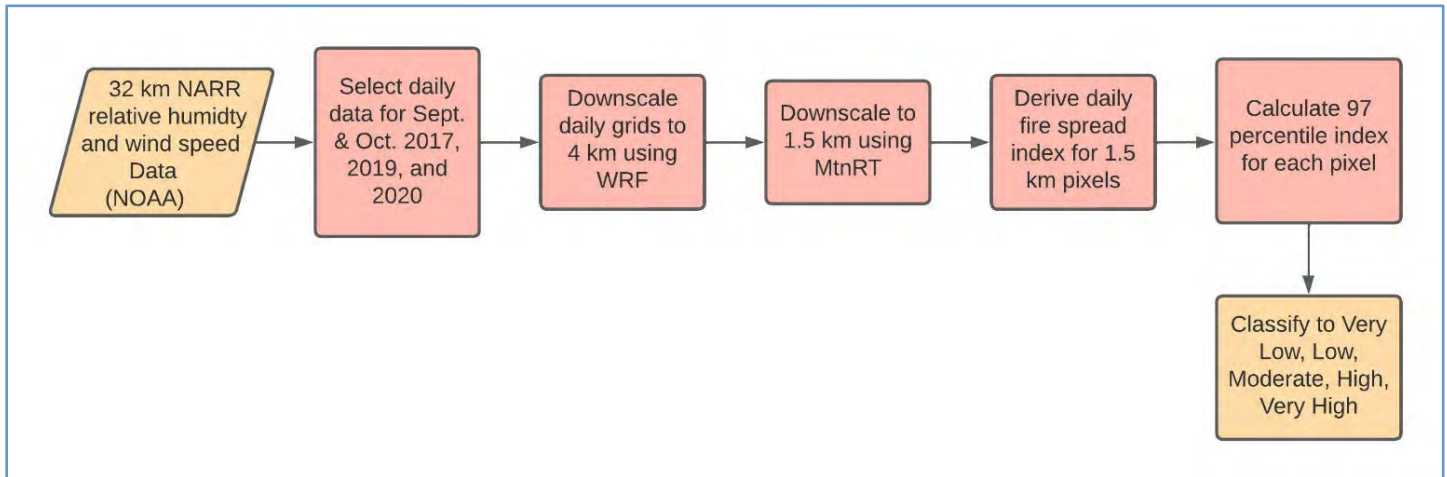 32 km NARR
relative humidty
and wind speed
Data
(NOAA)
Select daily
data for Sept.
& Oct. 2017,
2019, and
2020
Downscale
daily grids to
4 km using
WRF
Downscale to
1.5 km using
MtnRT
Derive daily
fire spread
index for 1.5
km pixels
Calculate 97
percentile index
for each pixel
Classify to Very
Low, Low,
Moderate, High,
Very High